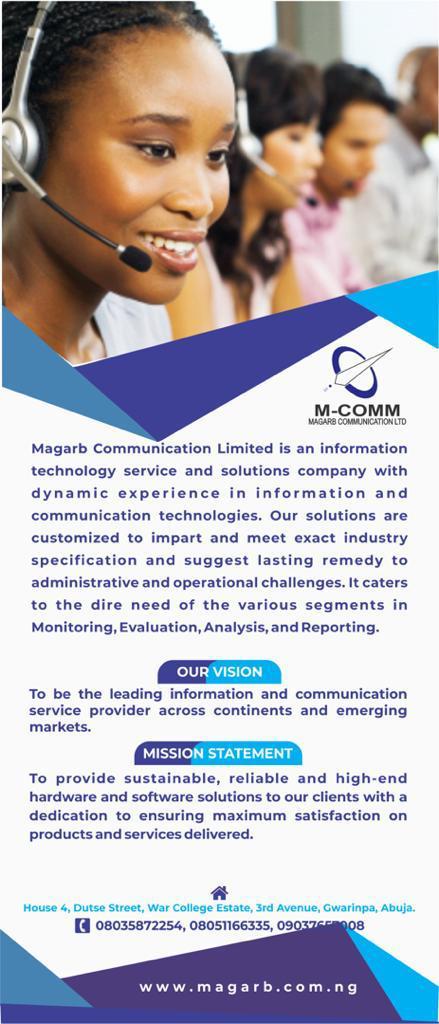 M-COMM
MAGARB COMMUNICATION LTD
Magarb Communication Limited is an information
technology service and solutions company with
dynamic experience in information and
communication technologies. Our solutions are
customized to impart and meet exact industry
specification and suggest lasting remedy to
administrative and operational challenges. It caters
to the dire need of the various segments in
Monitoring, Evaluation, Analysis, and Reporting.
OUR VISION
To be the leading information and communication
service provider across continents and emerging
markets.
MISSION STATEMENT
To provide sustainable, reliable and high-end
hardware and software solutions to our clients with a
dedication to ensuring maximum satisfaction on
products and services delivered.
House 4, Dutse Street, War College Estate, 3rd Avenue, Gwarinpa, Abuja.
08035872254, 08051166335,
www.magarb.com.ng